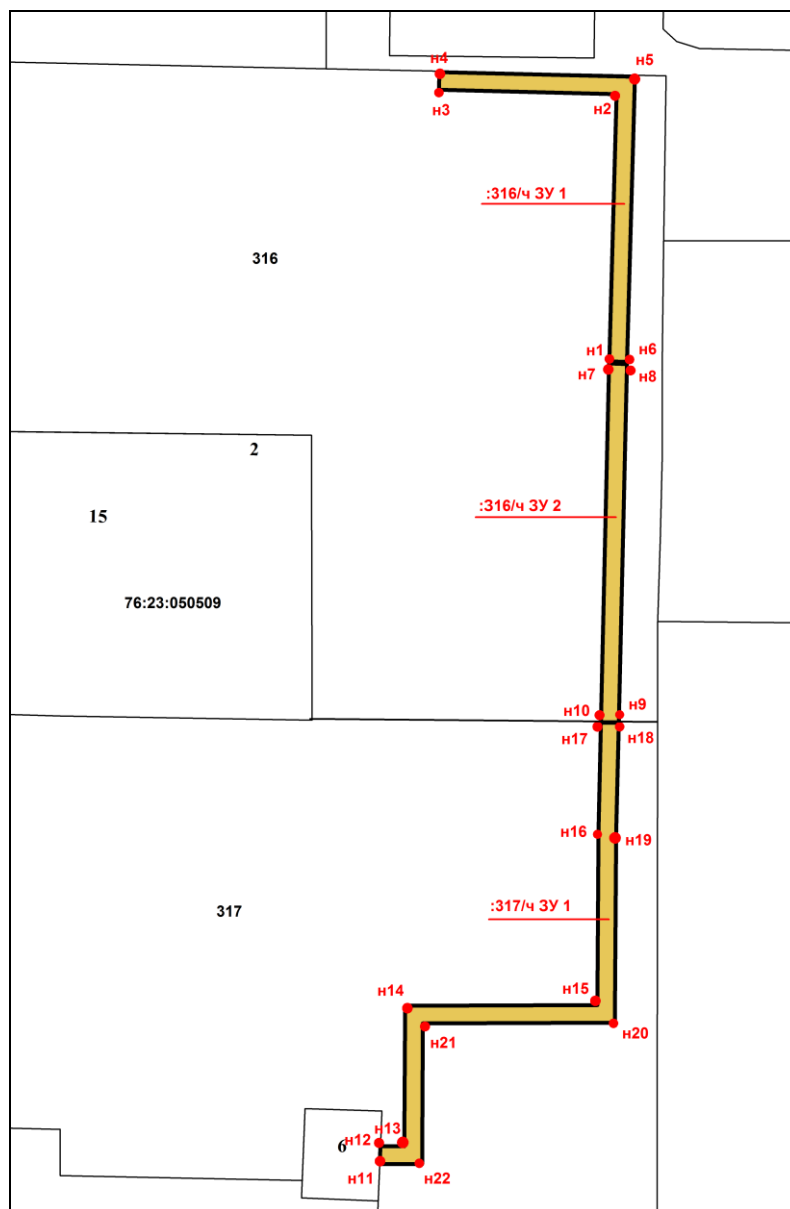 н4
н5
н3
н2
:316/ч ЗУ 1
316
н1
н6
н7
н8
2
:316/ч ЗУ 2
15
76:23:050509
н10
н9
н17
н18
н16
н19
:317/ч ЗУ 1
317
н14
н15
н20
н21
н13
н12
6
н11
н22